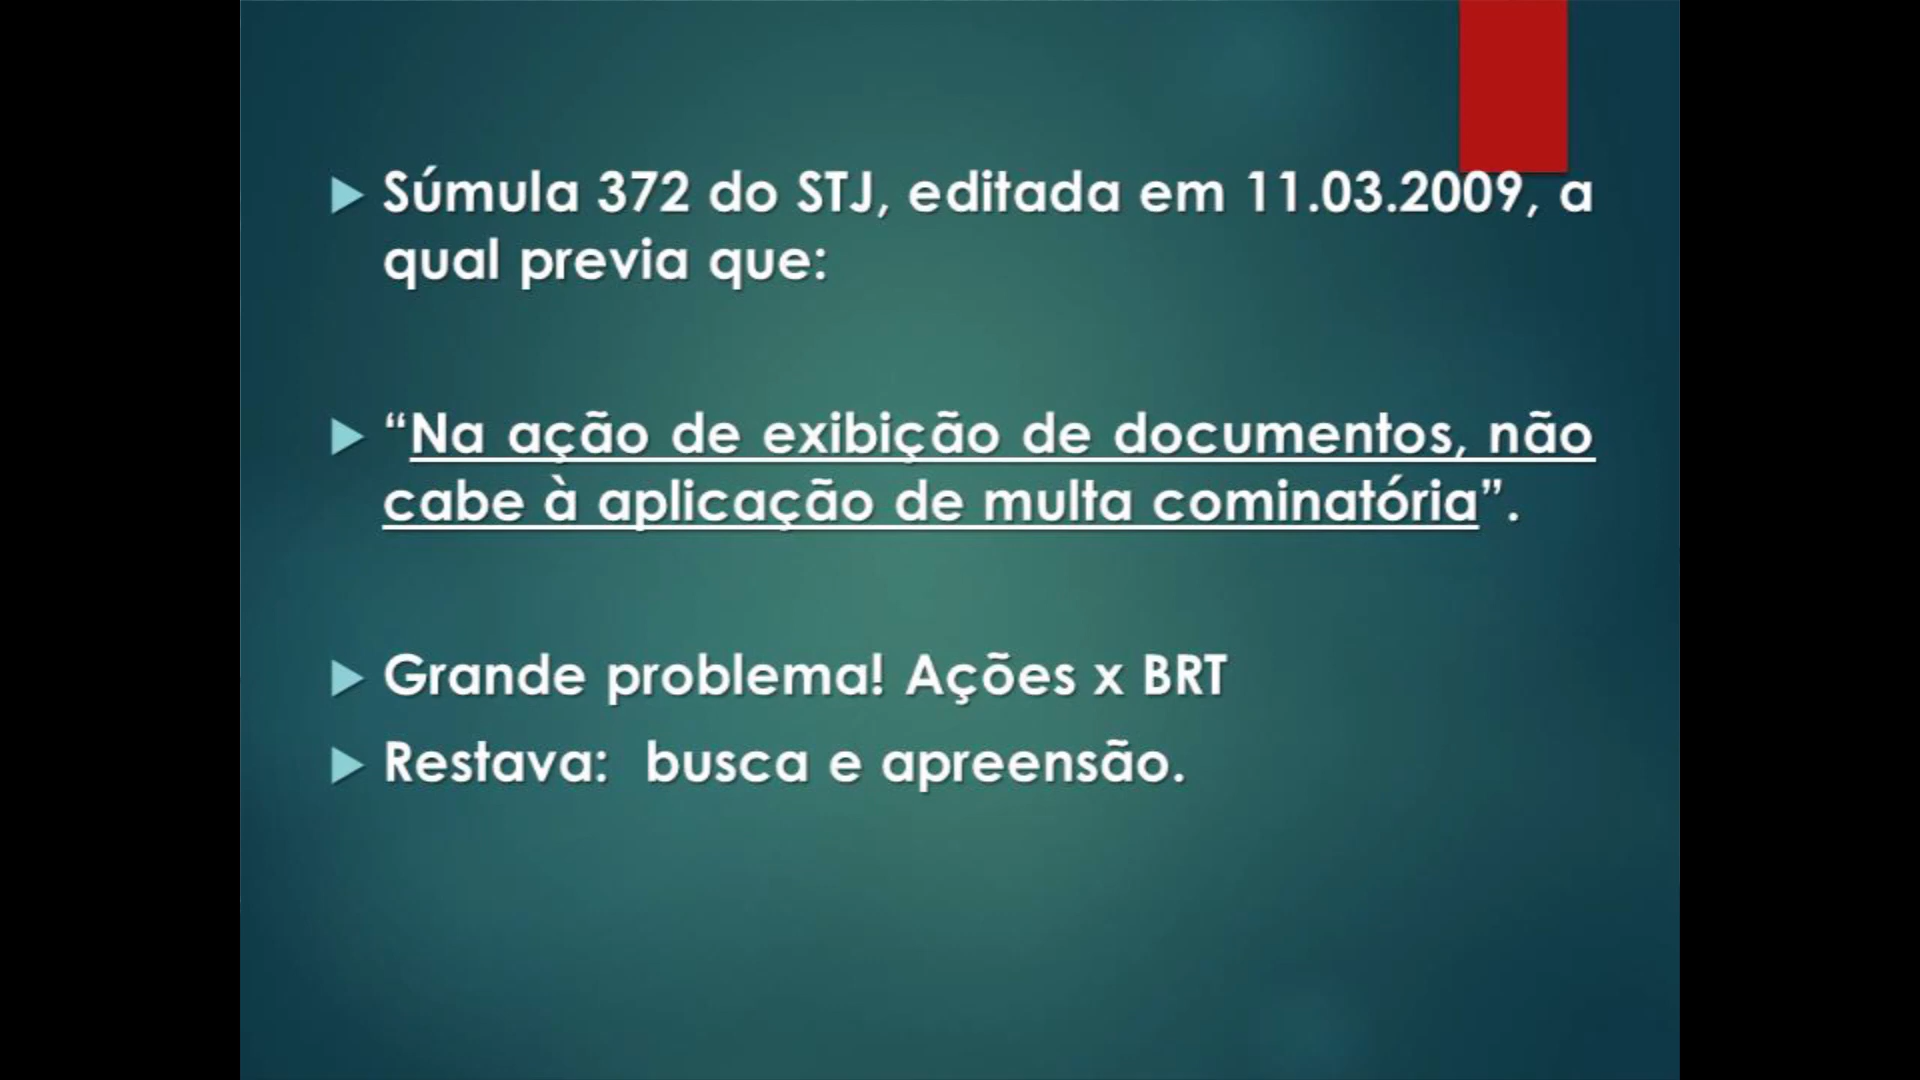 Súmula 372 do STJ, editada em 11.03.2009, a
qual previa que:
“Na ação de exibição de documentos, não
cabe à aplicação de multa cominatória”.
Grande problema! Ações x BRT
Restava: busca e apreensão.